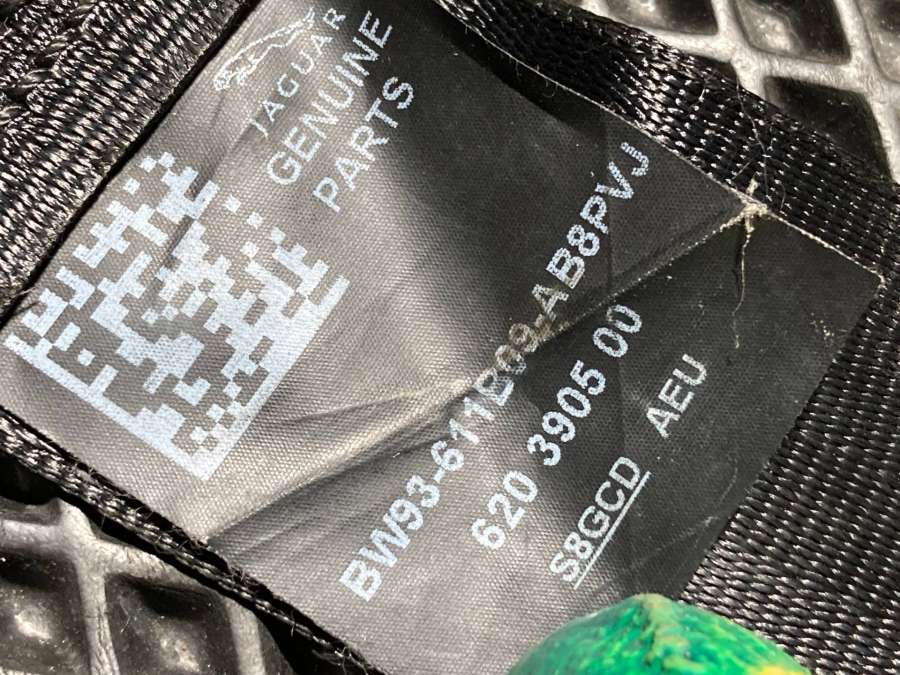 JAGUAR
GENUINE
PARTS
BW93-611B09-AB8PVJ
620 3905 00
S8GCD AEU